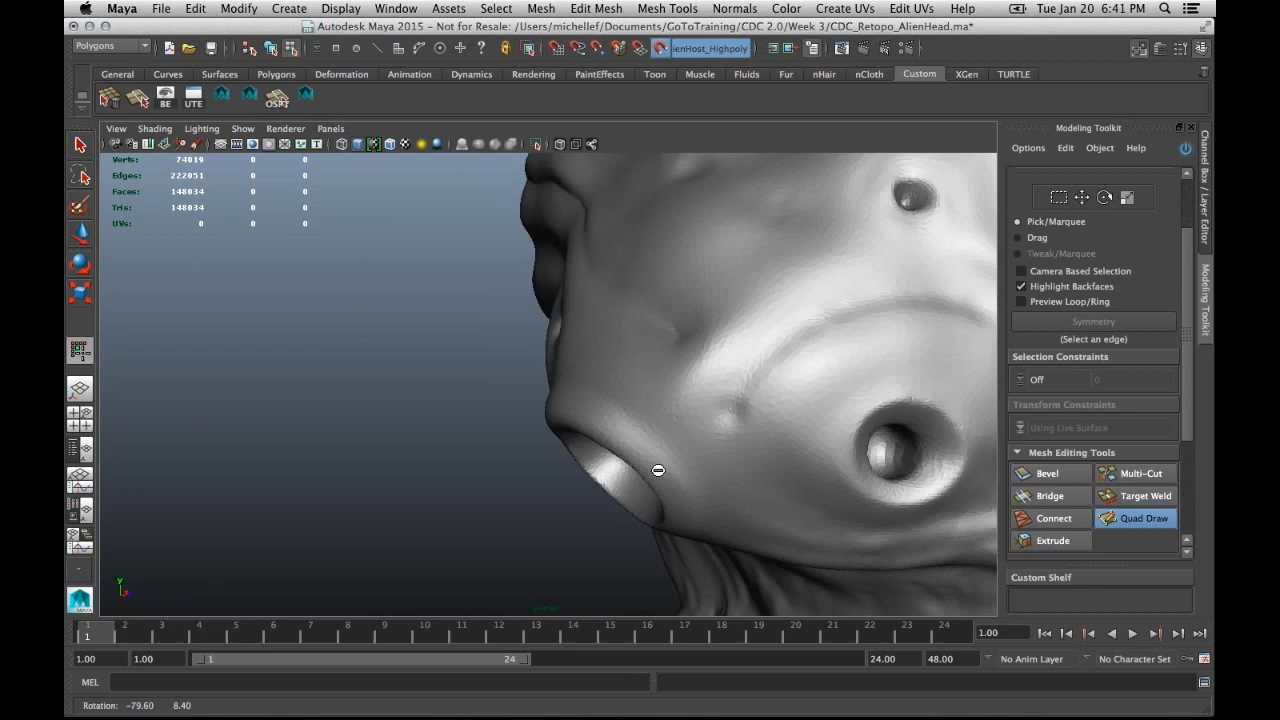 Maya File Edit Modify Create Display Window Assets Select Mesh Edit Mesh Mesh Tools Normals Color Create UVs Edit UVs Help Tue Jan 20 6:41 PM
Autodesk Maya 2015 - Not for Resale: /Users/michellef/Documents/GoToTraining/CDC 2.0/Week 3/CDC_Retopo_AlienHead.ma*
Polygons ienHost_Highpoly
General Curves Surfaces Polygons Deformation Animation Dynamics Rendering PaintEffects Toon Muscle Fluids Fur nHair nCloth Custom XGen TURTLE
BE UTE OSPT
View Shading Lighting Show Renderer Panels
Verts: 74019 0 0
Edges: 222051 0 0
Faces: 148034 0 0
Tris: 148034 0 0
UVs: 0 0 0
y
persp
Modeling Toolkit
Options Edit Object Help
Pick/Marquee
Drag
Tweak/Marquee
Camera Based Selection
Highlight Backfaces
Preview Loop/Ring
Symmetry
(Select an edge)
Selection Constraints
Off 0
Transform Constraints
Using Live Surface
Mesh Editing Tools
Bevel Multi-Cut
Bridge Target Weld
Connect Quad Draw
Extrude
Custom Shelf
Channel Box / Layer Editor
Modeling Toolkit
MAYA
1 2 3 4 5 6 7 8 9 10 11 12 13 14 15 16 17 18 19 20 21 22 23 24
1 1.00
1.00 1.00 1 24 24.00 48.00 No Anim Layer No Character Set
MEL
Rotation: -79.60 8.40